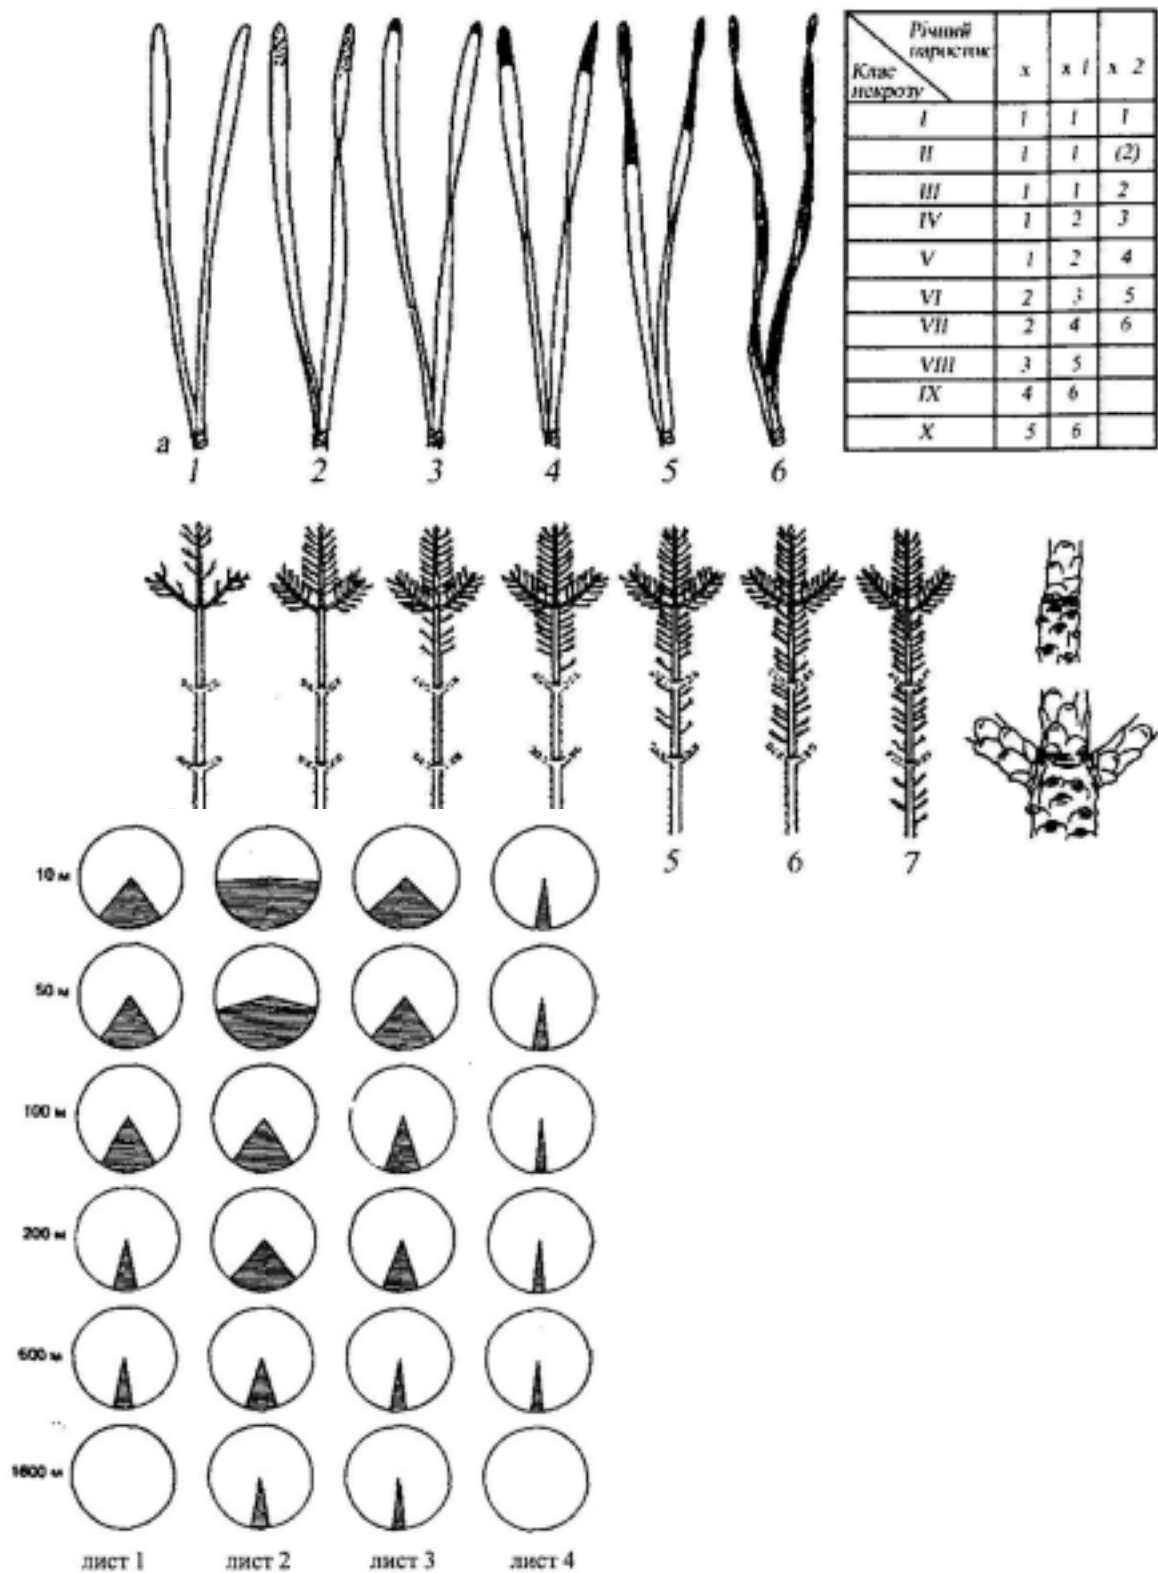 Річний
наристок
Клас
некрозу
x x 1 x 2
I 1 1 1
II 1 1 (2)
III 1 1 2
IV 1 2 3
V 1 2 4
VI 2 3 5
VII 2 4 6
VIII 3 5
IX 4 6
X 5 6
а
1 2 3 4 5 6
5 6 7
10 м
50 м
100 м
200 м
600 м
1600 м
лист 1 лист 2 лист 3 лист 4